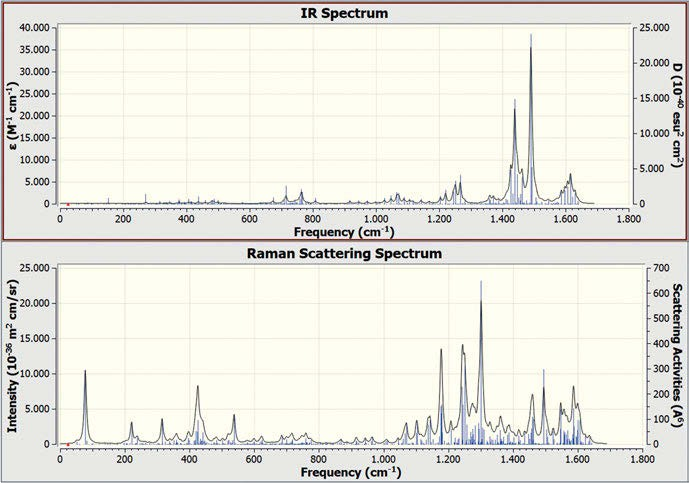 IR Spectrum
40.000
35.000
30.000
25.000
20.000
15.000
10.000
5.000
0
ε (M⁻¹ cm⁻¹)
25.000
20.000
15.000
10.000
5.000
0
D (10⁻⁴⁰ esu² cm²)
0 200 400 600 800 1.000 1.200 1.400 1.600 1.800
Frequency (cm⁻¹)
Raman Scattering Spectrum
25.000
20.000
15.000
10.000
5.000
0
Intensity (10⁻³⁶ m² cm/sr)
700
600
500
400
300
200
100
0
Scattering Activities (Å⁶)
0 200 400 600 800 1.000 1.200 1.400 1.600 1.800
Frequency (cm⁻¹)